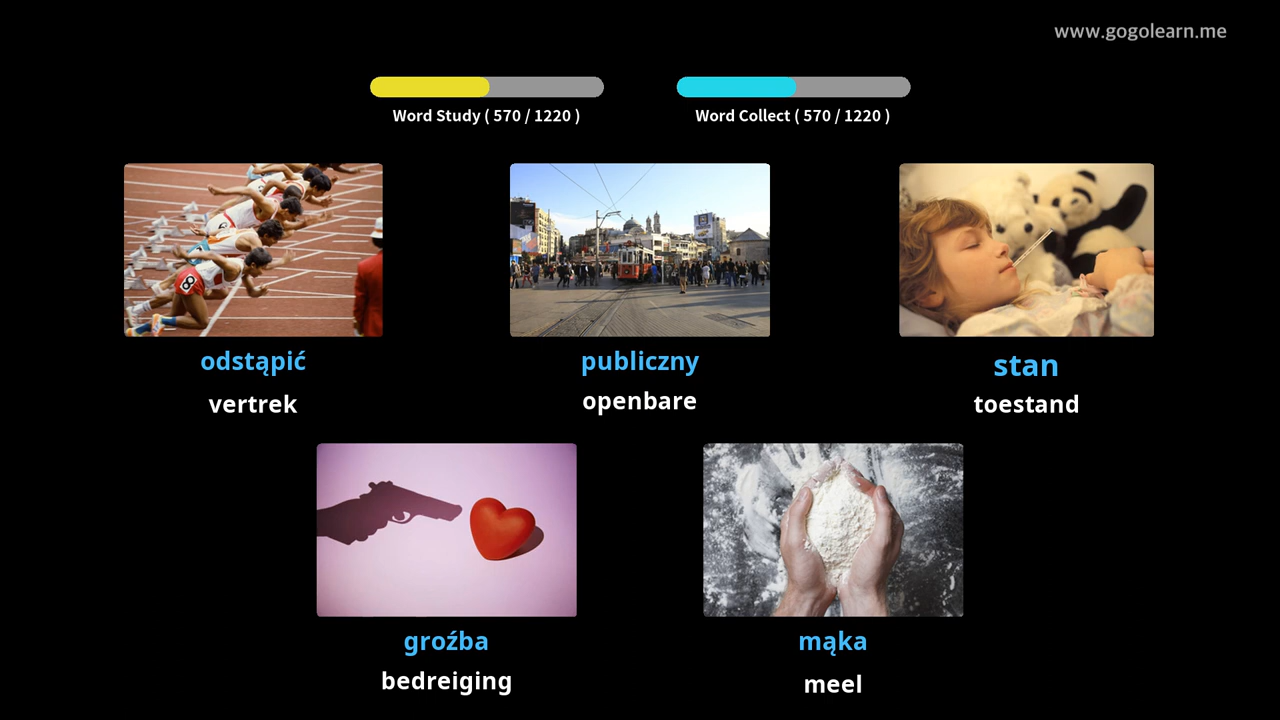 www.gogolearn.me
Word Study ( 570 / 1220 )
Word Collect ( 570 / 1220 )
odstąpić
vertrek
publiczny
openbare
stan
toestand
8
groźba
bedreiging
mąka
meel